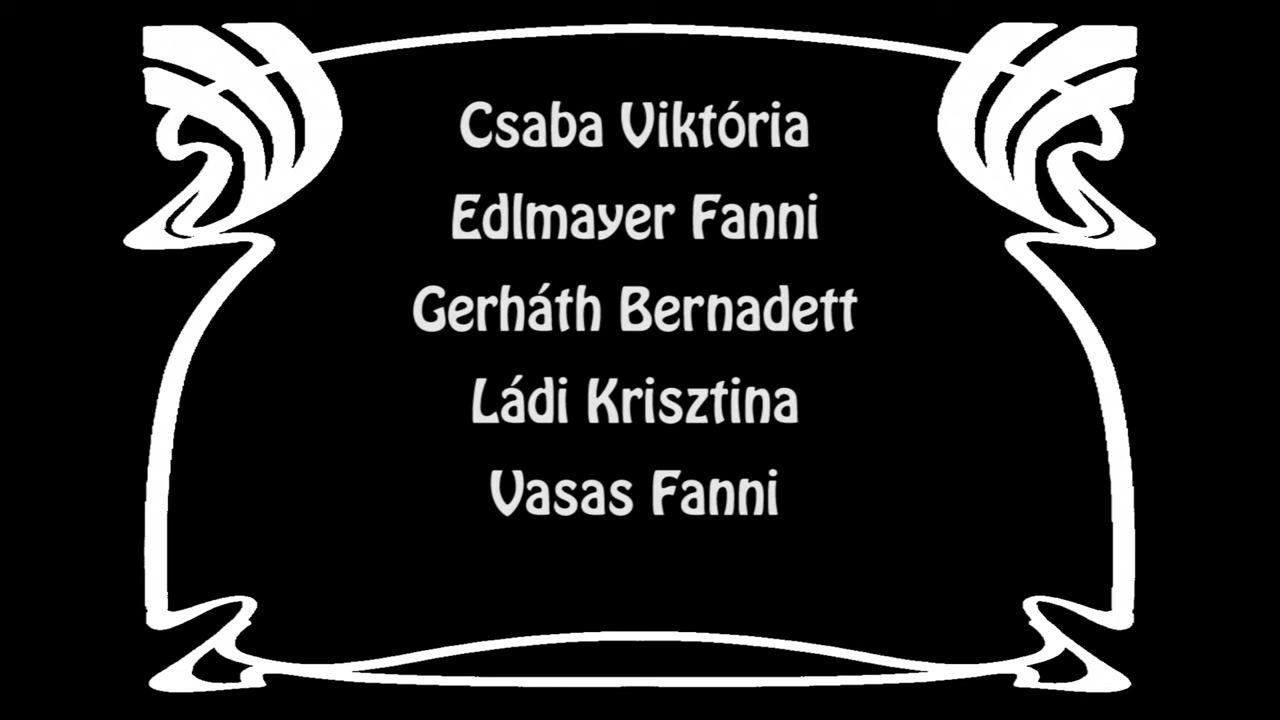 Csaba Viktória
Edlmayer Fanni
Gerháth Bernadett
Ládi Krisztina
Vasas Fanni